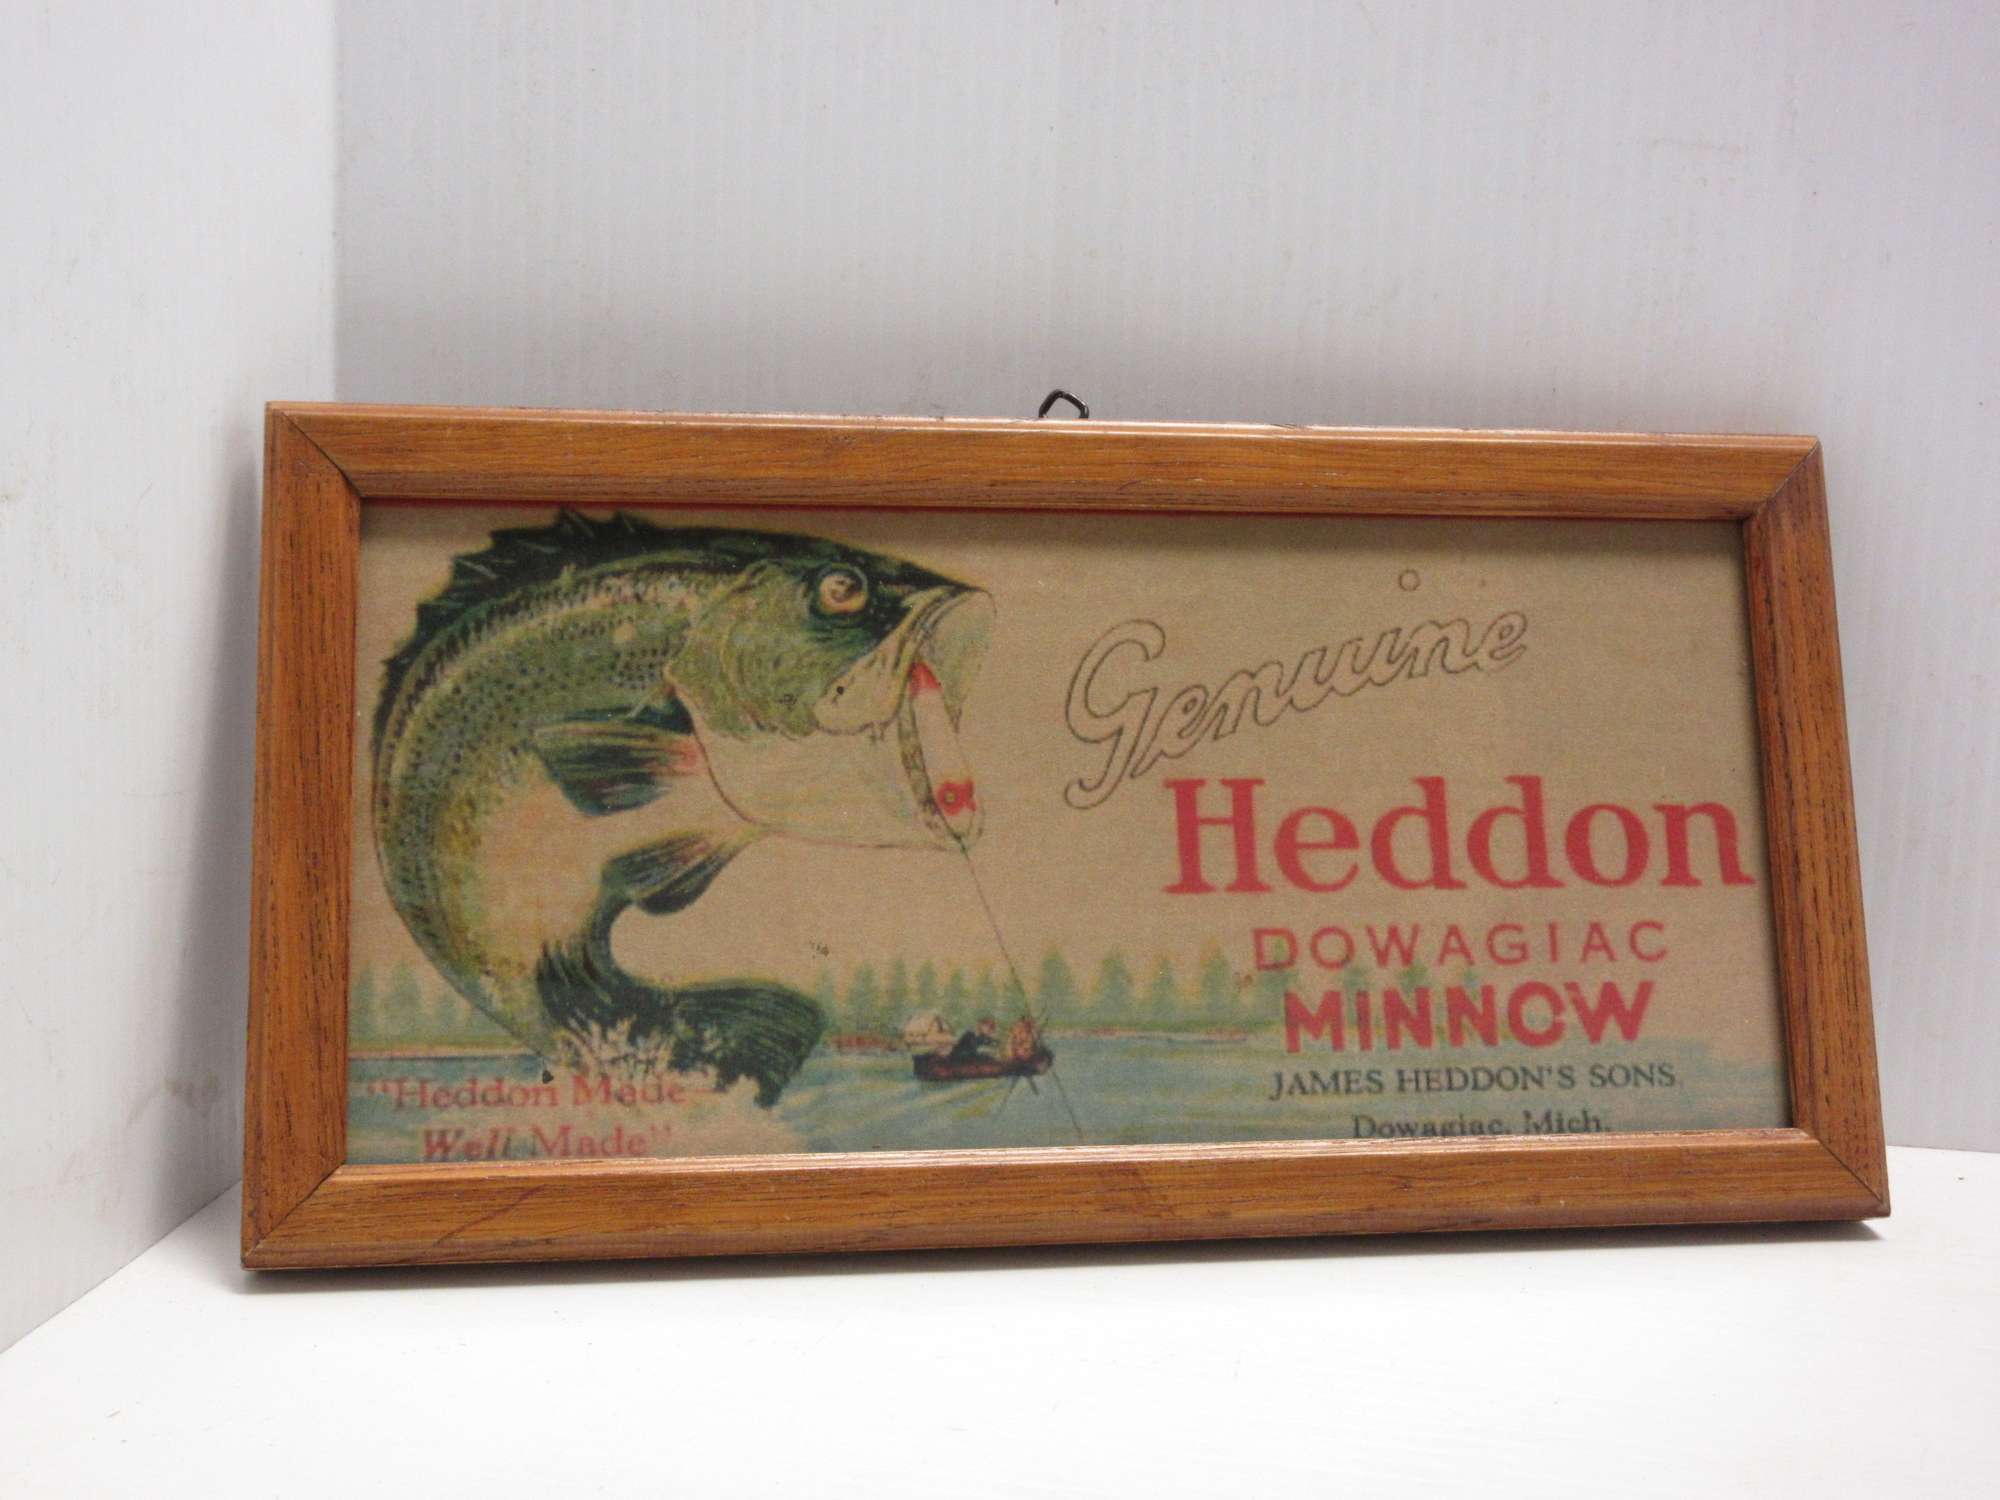 Genuine
Heddon
DOWAGIAC
MINNOW
JAMES HEDDON'S SONS
Dowagiac, Mich.
"Heddon Made
Well Made"